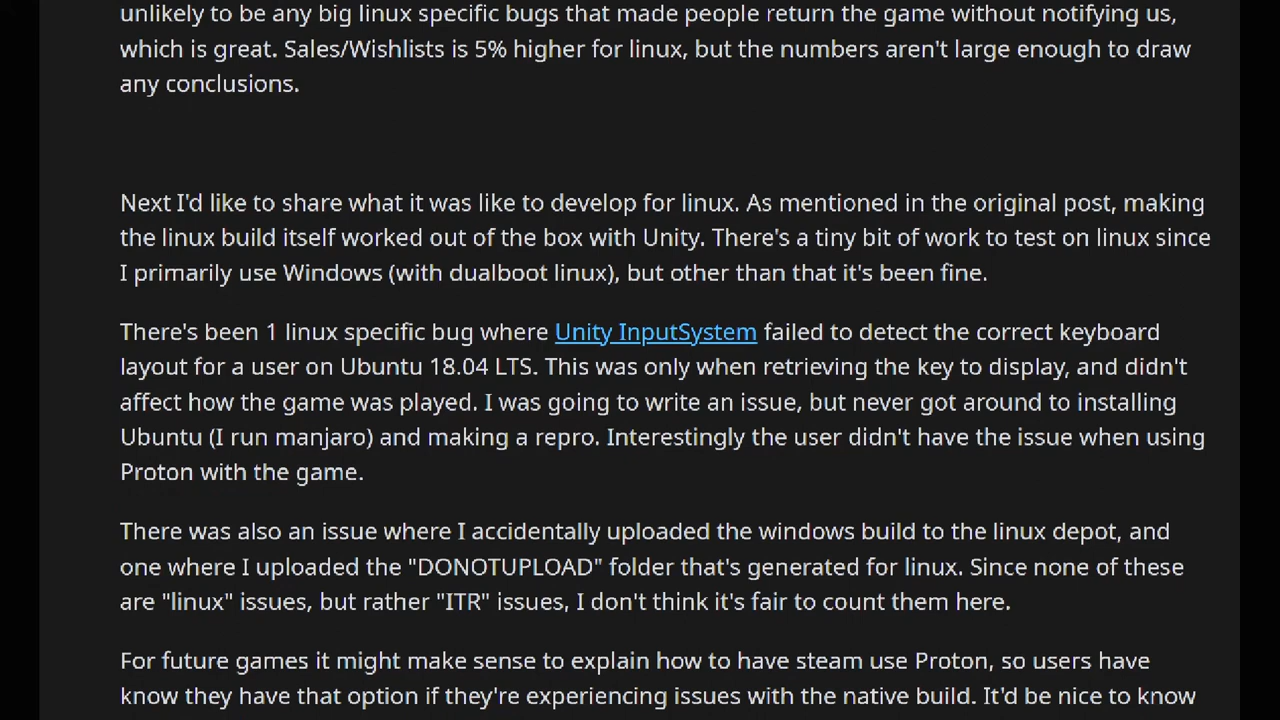 unlikely to be any big linux specific bugs that made people return the game without notifying us,
which is great. Sales/Wishlists is 5% higher for linux, but the numbers aren't large enough to draw
any conclusions.
Next I'd like to share what it was like to develop for linux. As mentioned in the original post, making
the linux build itself worked out of the box with Unity. There's a tiny bit of work to test on linux since
I primarily use Windows (with dualboot linux), but other than that it's been fine.
There's been 1 linux specific bug where Unity InputSystem failed to detect the correct keyboard
layout for a user on Ubuntu 18.04 LTS. This was only when retrieving the key to display, and didn't
affect how the game was played. I was going to write an issue, but never got around to installing
Ubuntu (I run manjaro) and making a repro. Interestingly the user didn't have the issue when using
Proton with the game.
There was also an issue where I accidentally uploaded the windows build to the linux depot, and
one where I uploaded the "DONOTUPLOAD" folder that's generated for linux. Since none of these
are "linux" issues, but rather "ITR" issues, I don't think it's fair to count them here.
For future games it might make sense to explain how to have steam use Proton, so users have
know they have that option if they're experiencing issues with the native build. It'd be nice to know